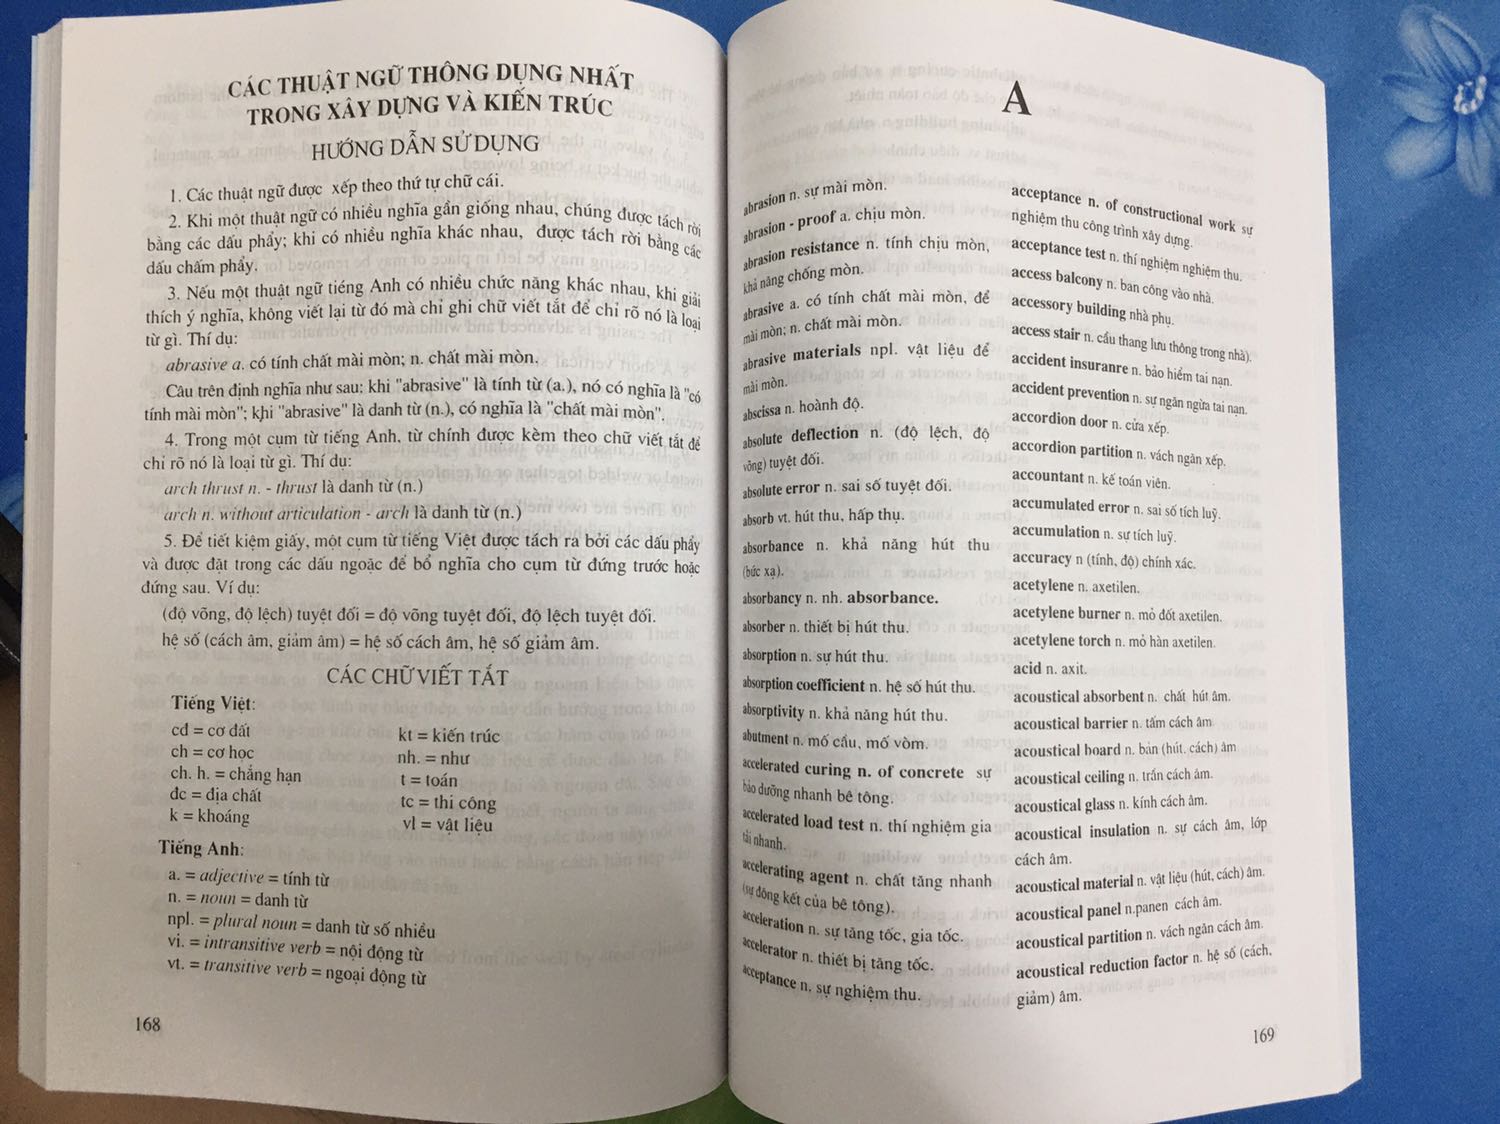 CÁC THUẬT NGỮ THÔNG DỤNG NHẤT
TRONG XÂY DỰNG VÀ KIẾN TRÚC
HƯỚNG DẪN SỬ DỤNG
1. Các thuật ngữ được xếp theo thứ tự chữ cái.
2. Khi một thuật ngữ có nhiều nghĩa gần giống nhau, chúng được tách rời
bằng các dấu phẩy; khi có nhiều nghĩa khác nhau, được tách rời bằng các
dấu chấm phẩy.
3. Nếu một thuật ngữ tiéng Anh có nhiều chức năng khác nhau, khi giải
thích ý nghĩa, không viết lại từ đó mà chỉ ghi chữ viết tắt để chỉ rõ nó là loại
từ gì. Thí dụ:
abrasive a. có tính chất mài mòn; n. chất mài mòn.
Câu trên định nghĩa như sau: khi "abrasive" là tính từ (a.), nó có nghĩa là "có
tính mài mòn"; khi "abrasive" là danh từ (n.), có nghĩa là "chất mài mòn".
4. Trong một cụm từ tiếng Anh, từ chính được kèm theo chữ viết tắt để
chỉ rõ nó là loại từ gì. Thí dụ:
arch thrust n. - thrust là danh từ (n.)
arch n. without articulation - arch là danh từ (n.)
5. Để tiết kiệm giấy, một cụm từ tiếng Việt được tách ra bởi các dấu phẩy
và được đặt trong các dấu ngoặc để bổ nghĩa cho cụm từ đứng trước hoặc
đứng sau. Ví dụ:
(độ võng, độ lệch) tuyệt đối = độ võng tuyệt đối, độ lệch tuyệt đối.
hệ số (cách âm, giảm âm) = hệ số cách âm, hệ số giảm âm.
CÁC CHỮ VIẾT TẮT
Tiếng Việt:
cđ = cơ đất
ch = cơ học
ch. h. = chẳng hạn
đc = địa chất
k = khoáng
kt = kiến trúc
nh. = như
t = toán
tc = thi công
vl = vật liệu
Tiếng Anh:
a. = adjective = tính từ
n. = noun = danh từ
npl. = plural noun = danh từ số nhiều
vi. = intransitive verb = nội động từ
vt. = transitive verb = ngoại động từ
168
A
abrasion n. sự mài mòn.
abrasion - proof a. chịu mòn.
abrasion resistance n. tính chịu mòn,
khả năng chống mòn.
abrasive a. có tính chất mài mòn, để
mài mòn; n. chất mài mòn.
abrasive materials npl. vật liệu để
mài mòn.
abscissa n. hoành độ.
absolute deflection n. (độ lệch, độ
võng) tuyệt đối.
absolute error n. sai số tuyệt đối.
absorb vt. hút thu, hấp thụ.
absorbance n. khả năng hút thu
(bức xạ).
absorbancy n. nh. absorbance.
absorber n. thiết bị hút thu.
absorption n. sự hút thu.
absorption coefficient n. hệ số hút thu.
absorptivity n. khả năng hút thu.
abutment n. mố cầu, mố vòm.
accelerated curing n. of concrete sự
bảo dưỡng nhanh bê tông.
accelerated load test n. thí nghiệm gia
tải nhanh.
accelerating agent n. chất tăng nhanh
(sự đông kết của bê tông).
acceleration n. sự tăng tốc, gia tốc.
accelerator n. thiết bị tăng tốc.
acceptance n. sự nghiệm thu.
acceptance n. of constructional work sự
nghiệm thu công trình xây dựng.
acceptance test n. thí nghiệm nghiệm thu.
access balcony n. ban công vào nhà.
accessory building nhà phụ.
access stair n. cầu thang lưu thông trong nhà).
accident insuranre n. bảo hiểm tai nạn.
accident prevention n. sự ngăn ngừa tai nạn.
accordion door n. cửa xếp.
accordion partition n. vách ngăn xếp.
accountant n. kế toán viên.
accumulated error n. sai số tích luỹ.
accumulation n. sự tích luỹ.
accuracy n (tính, độ) chính xác.
acetylene n. axetilen.
acetylene burner n. mỏ đốt axetilen.
acetylene torch n. mỏ hàn axetilen.
acid n. axit.
acoustical absorbent n. chất hút âm.
acoustical barrier n. tấm cách âm
acoustical board n. bản (hút, cách) âm
acoustical ceiling n. trần cách âm.
acoustical glass n. kính cách âm.
acoustical insulation n. sự cách âm, lớp
cách âm.
acoustical material n. vật liệu (hút, cách) âm.
acoustical panel n.panen cách âm.
acoustical partition n. vách ngăn cách âm.
acoustical reduction factor n. hệ số (cách,
giảm) âm.
169